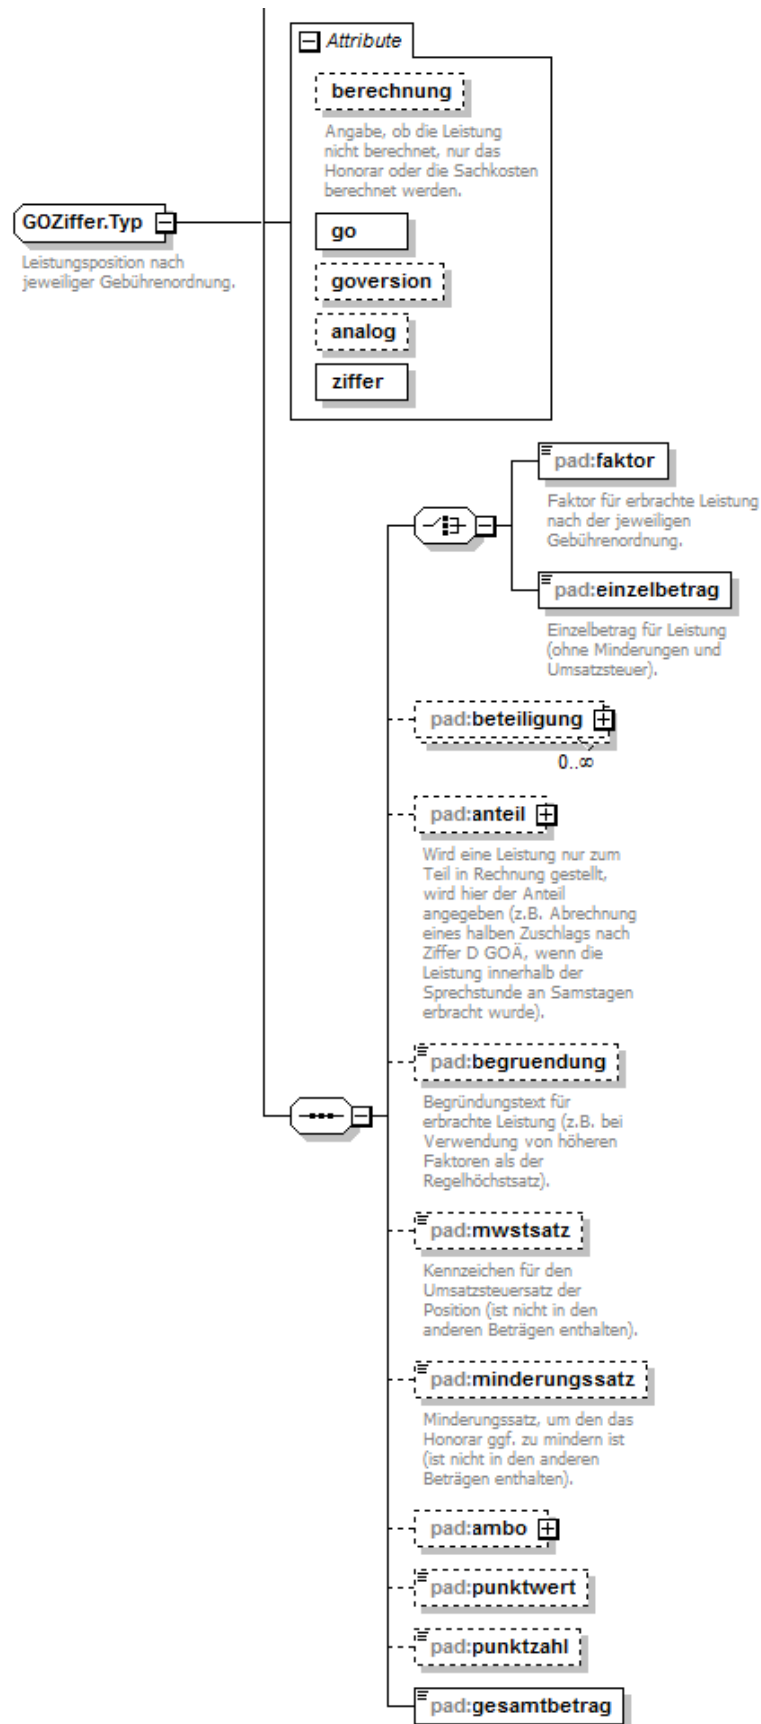 Attribute
berechnung
Angabe, ob die Leistung
nicht berechnet, nur das
Honorar oder die Sachkosten
berechnet werden.
GOZiffer.Typ
Leistungsposition nach
jeweiliger Gebührenordnung.
go
goversion
analog
ziffer
pad:faktor
Faktor für erbrachte Leistung
nach der jeweiligen
Gebührenordnung.
pad:einzelbetrag
Einzelbetrag für Leistung
(ohne Minderungen und
Umsatzsteuer).
pad:beteiligung
0..∞
pad:anteil
Wird eine Leistung nur zum
Teil in Rechnung gestellt,
wird hier der Anteil
angegeben (z.B. Abrechnung
eines halben Zuschlags nach
Ziffer D GOÄ, wenn die
Leistung innerhalb der
Sprechstunde an Samstagen
erbracht wurde).
pad:begruendung
Begründungstext für
erbrachte Leistung (z.B. bei
Verwendung von höheren
Faktoren als der
Regelhöchstsatz).
pad:mwstsatz
Kennzeichen für den
Umsatzsteuersatz der
Position (ist nicht in den
anderen Beträgen enthalten).
pad:minderungssatz
Minderungssatz, um den das
Honorar ggf. zu mindern ist
(ist nicht in den anderen
Beträgen enthalten).
pad:ambo
pad:punktwert
pad:punktzahl
pad:gesamtbetrag